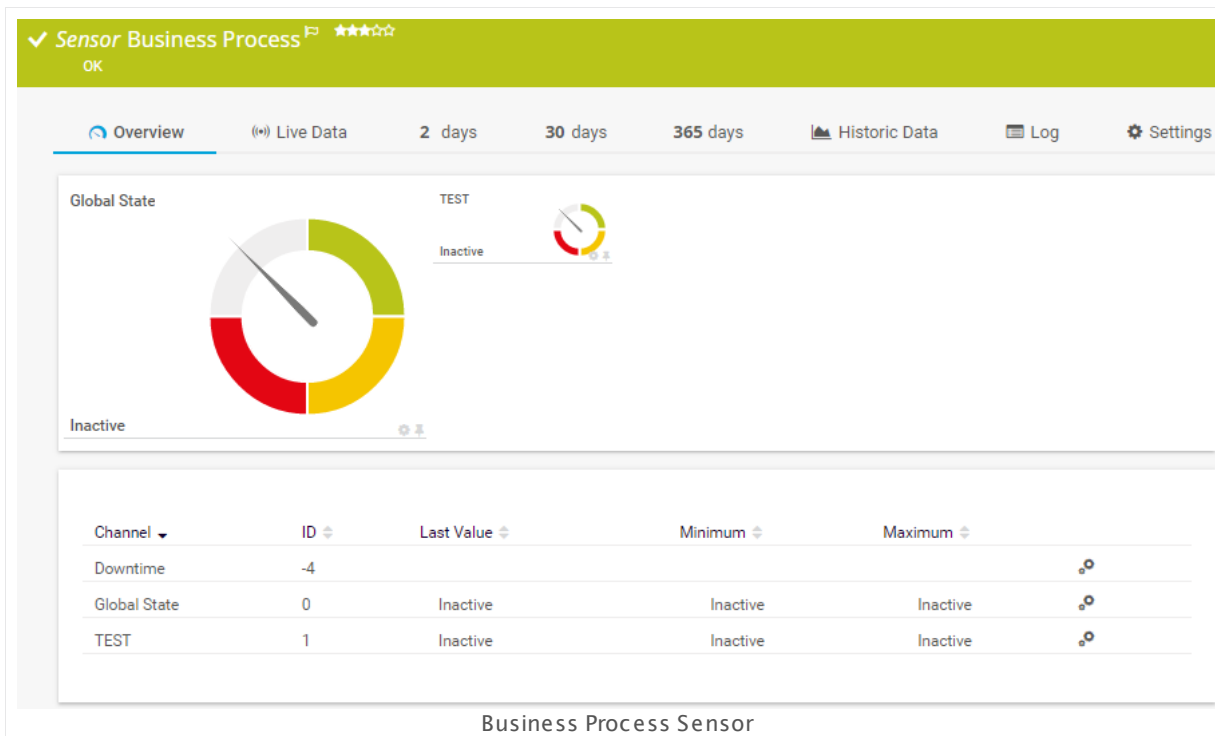 Sensor Business Process
OK
Overview Live Data 2 days 30 days 365 days Historic Data Log Settings
Global State
Inactive
TEST
Inactive
Channel ID Last Value Minimum Maximum
Downtime -4
Global State 0 Inactive Inactive Inactive
TEST 1 Inactive Inactive Inactive
Business Process Sensor